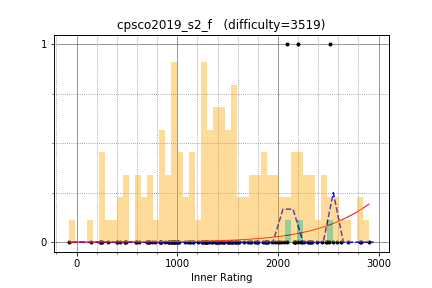 cpsco2019_s2_f   (difficulty=3519)
1
0
0 1000 2000 3000
Inner Rating